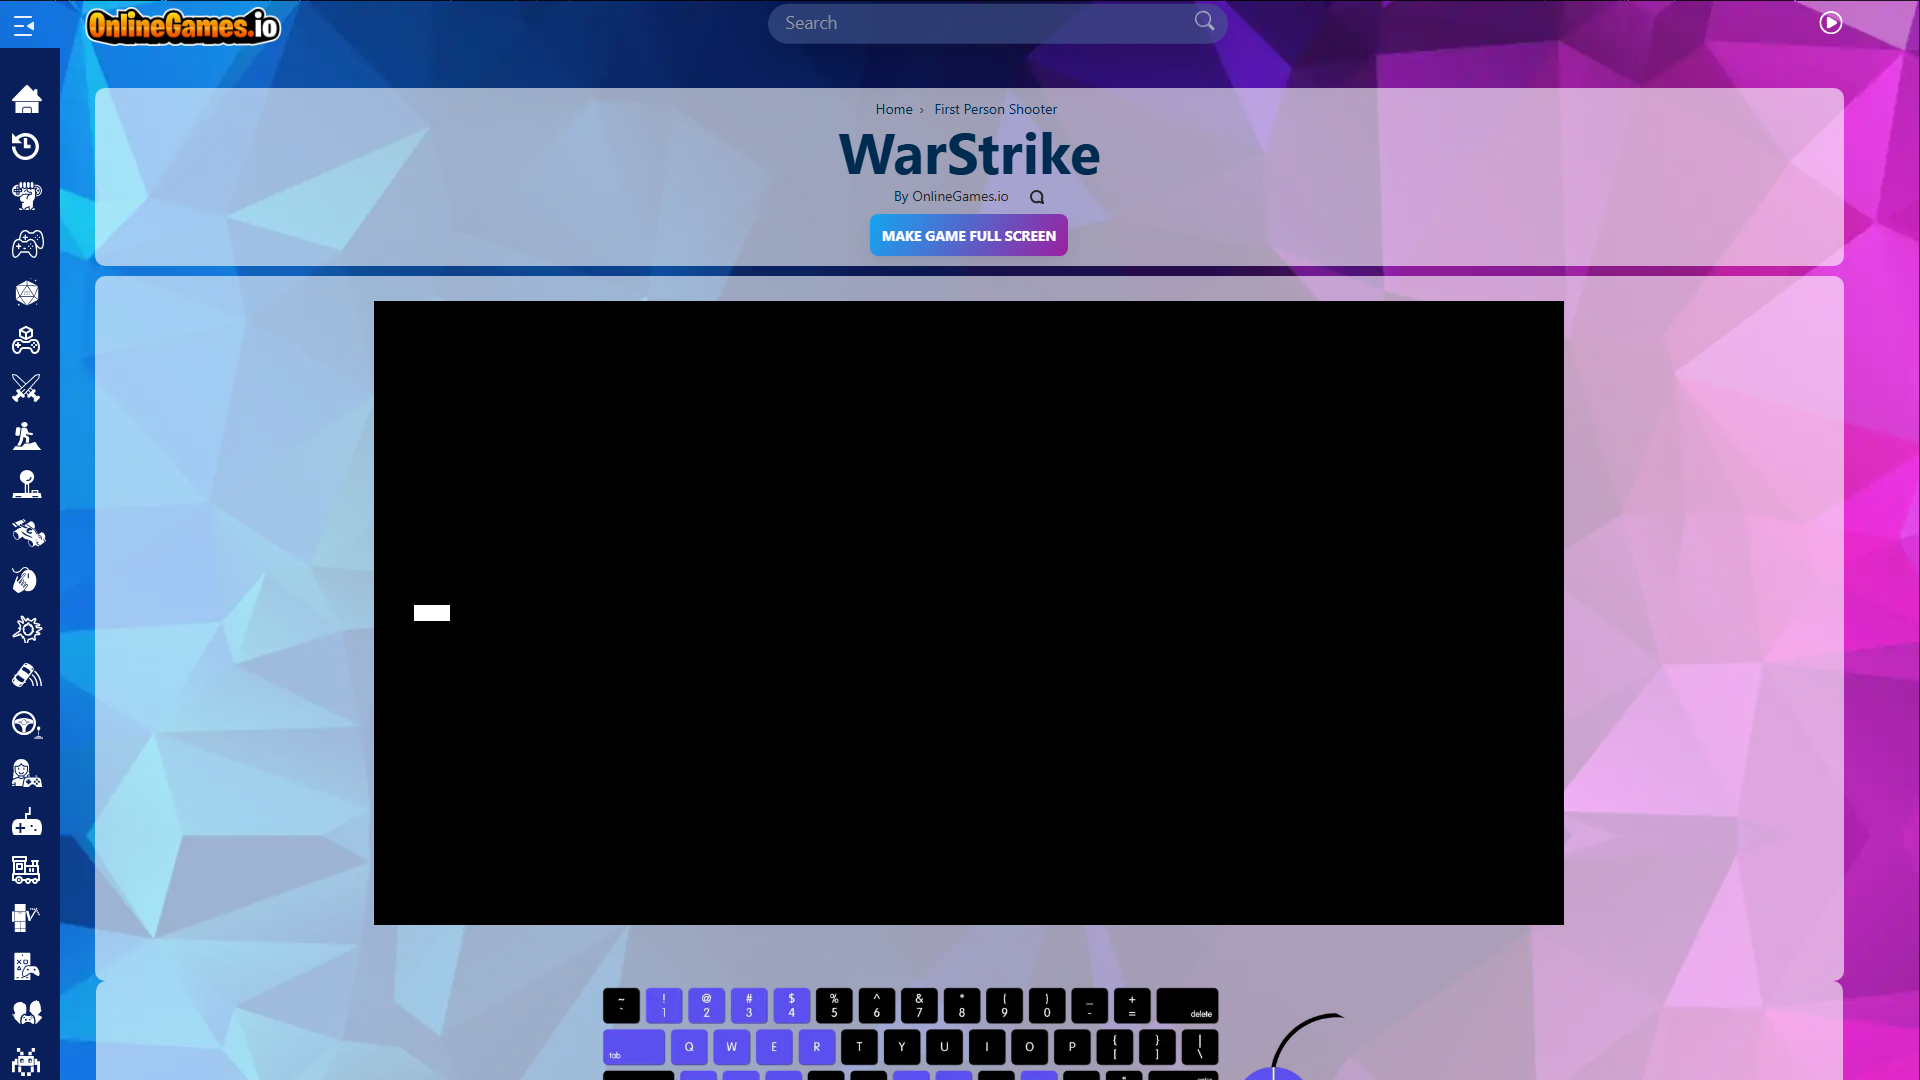 OnlineGames.io
Search
Home › First Person Shooter
WarStrike
By OnlineGames.io
MAKE GAME FULL SCREEN
~ ! @ # $ % ^ & * ( ) _ +
` 1 2 3 4 5 6 7 8 9 0 - = delete
tab Q W E R T Y U I O P { [ } ] | \